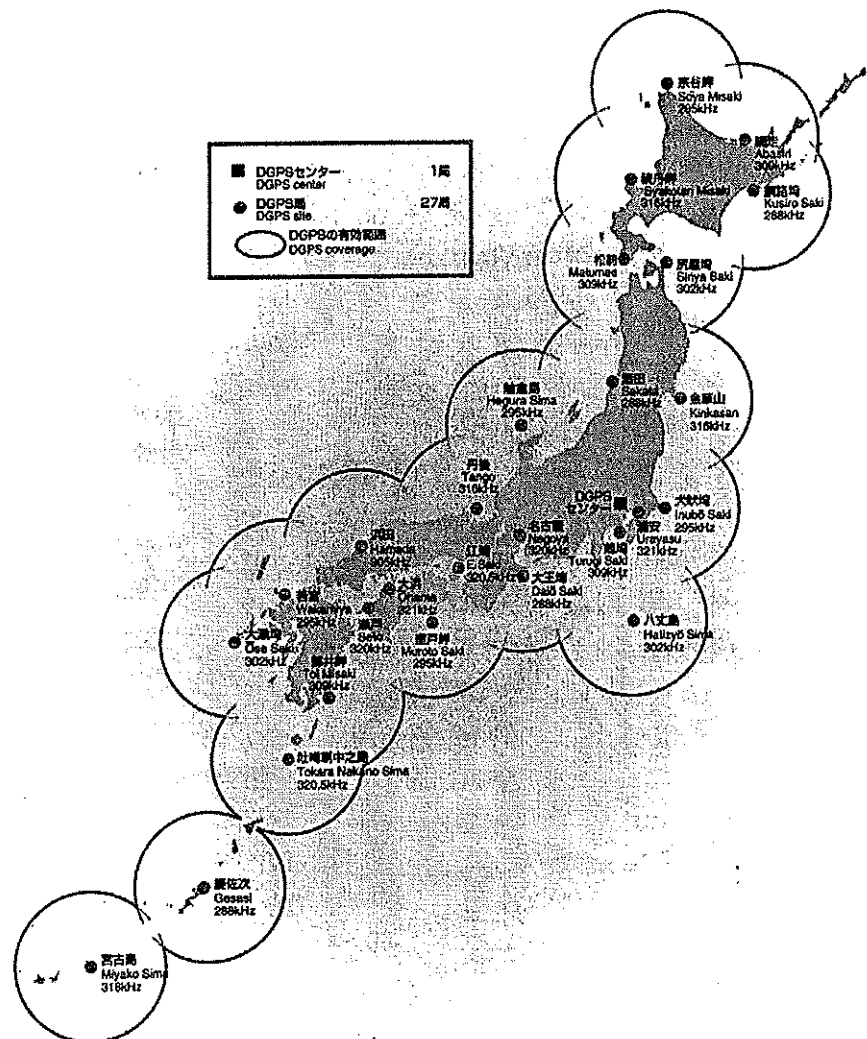 DGPSセンター 1局
DGPS center
DGPS局 27局
DGPS site
DGPSの有効範囲
DGPS coverage
宗谷岬
Sōya Misaki
295kHz
網走
Abasiri
309kHz
釧路埼
Kusiro Saki
288kHz
積丹岬
Syakotan Misaki
316kHz
松前
Matumae
309kHz
尻屋埼
Siriya Saki
302kHz
酒田
Sakata
288kHz
金華山
Kinkasan
316kHz
舳倉島
Hegura Sima
295kHz
丹後
Tango
316kHz
DGPS
センター
犬吠埼
Inubō Saki
295kHz
浦安
Urayasu
321kHz
剱埼
Turugi Saki
309kHz
名古屋
Nagoya
320kHz
大王埼
Daiō Saki
288kHz
八丈島
Hatizyō Sima
302kHz
浜田
Hamada
305kHz
江埼
E Saki
320.5kHz
大浜
Ohama
321kHz
瀬戸
Seto
320kHz
室戸岬
Muroto Saki
295kHz
若宮
Wakamiya
295kHz
大瀬埼
Ose Saki
302kHz
都井岬
Toi Misaki
309kHz
吐噶喇中之島
Tokara Nakano Sima
320.5kHz
慶佐次
Gesasi
288kHz
宮古島
Miyako Sima
316kHz